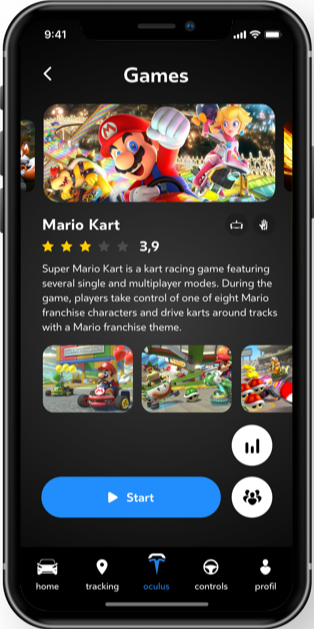 9:41
Games
Mario Kart
3,9
Super Mario Kart is a kart racing game featuring
several single and multiplayer modes. During the
game, players take control of one of eight Mario
franchise characters and drive karts around tracks
with a Mario franchise theme.
Start
home
tracking
oculus
controls
profil